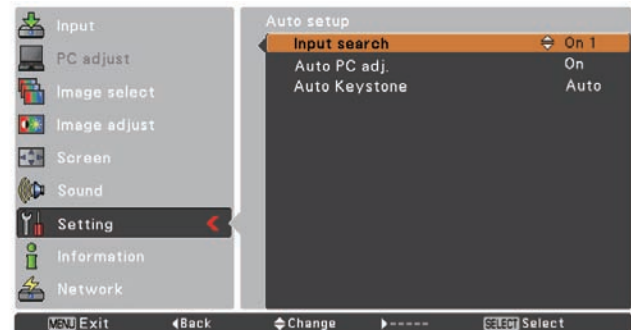 Input
PC adjust
Image select
Image adjust
Screen
Sound
Setting
Information
Network
Auto setup
Input search On 1
Auto PC adj. On
Auto Keystone Auto
MENU Exit Back Change ----- SELECT Select